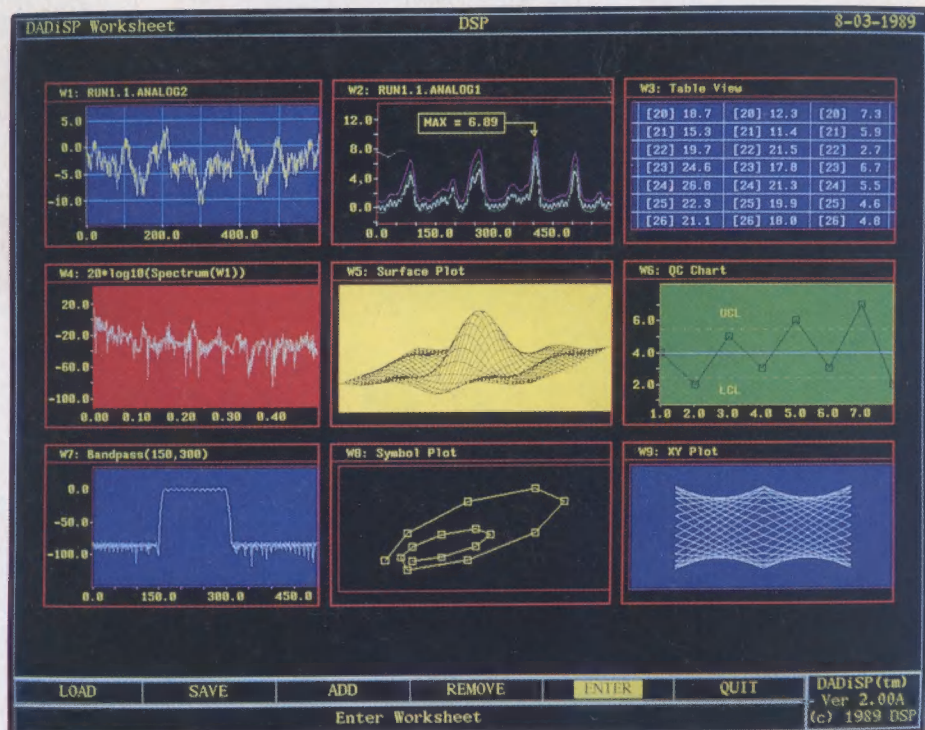 DADiSP Worksheet DSP 8-03-1989
W1: RUN1.1.ANALOG2
5.0
0.0
-5.0
-10.0
0.0 200.0 400.0
W2: RUN1.1.ANALOG1
MAX = 6.89
12.0
8.0
4.0
0.0
0.0 150.0 300.0 450.0
W3: Table View
[20] 18.7 [20] 12.3 [20] 7.3
[21] 15.3 [21] 11.4 [21] 5.9
[22] 19.7 [22] 21.5 [22] 2.7
[23] 24.6 [23] 17.8 [23] 6.7
[24] 26.8 [24] 21.3 [24] 5.5
[25] 22.3 [25] 19.9 [25] 4.6
[26] 21.1 [26] 18.0 [26] 4.8
W4: 20*log10(Spectrum(W1))
20.0
-20.0
-60.0
-100.0
0.00 0.10 0.20 0.30 0.40
W5: Surface Plot
W6: QC Chart
UCL
6.0
4.0
2.0
LCL
1.0 2.0 3.0 4.0 5.0 6.0 7.0
W7: Bandpass(150,300)
0.0
-50.0
-100.0
0.0 150.0 300.0 450.0
W8: Symbol Plot
W9: XY Plot
LOAD SAVE ADD REMOVE ENTER QUIT
Enter Worksheet
DADiSP(tm)
Ver 2.00A
(c) 1989 DSP